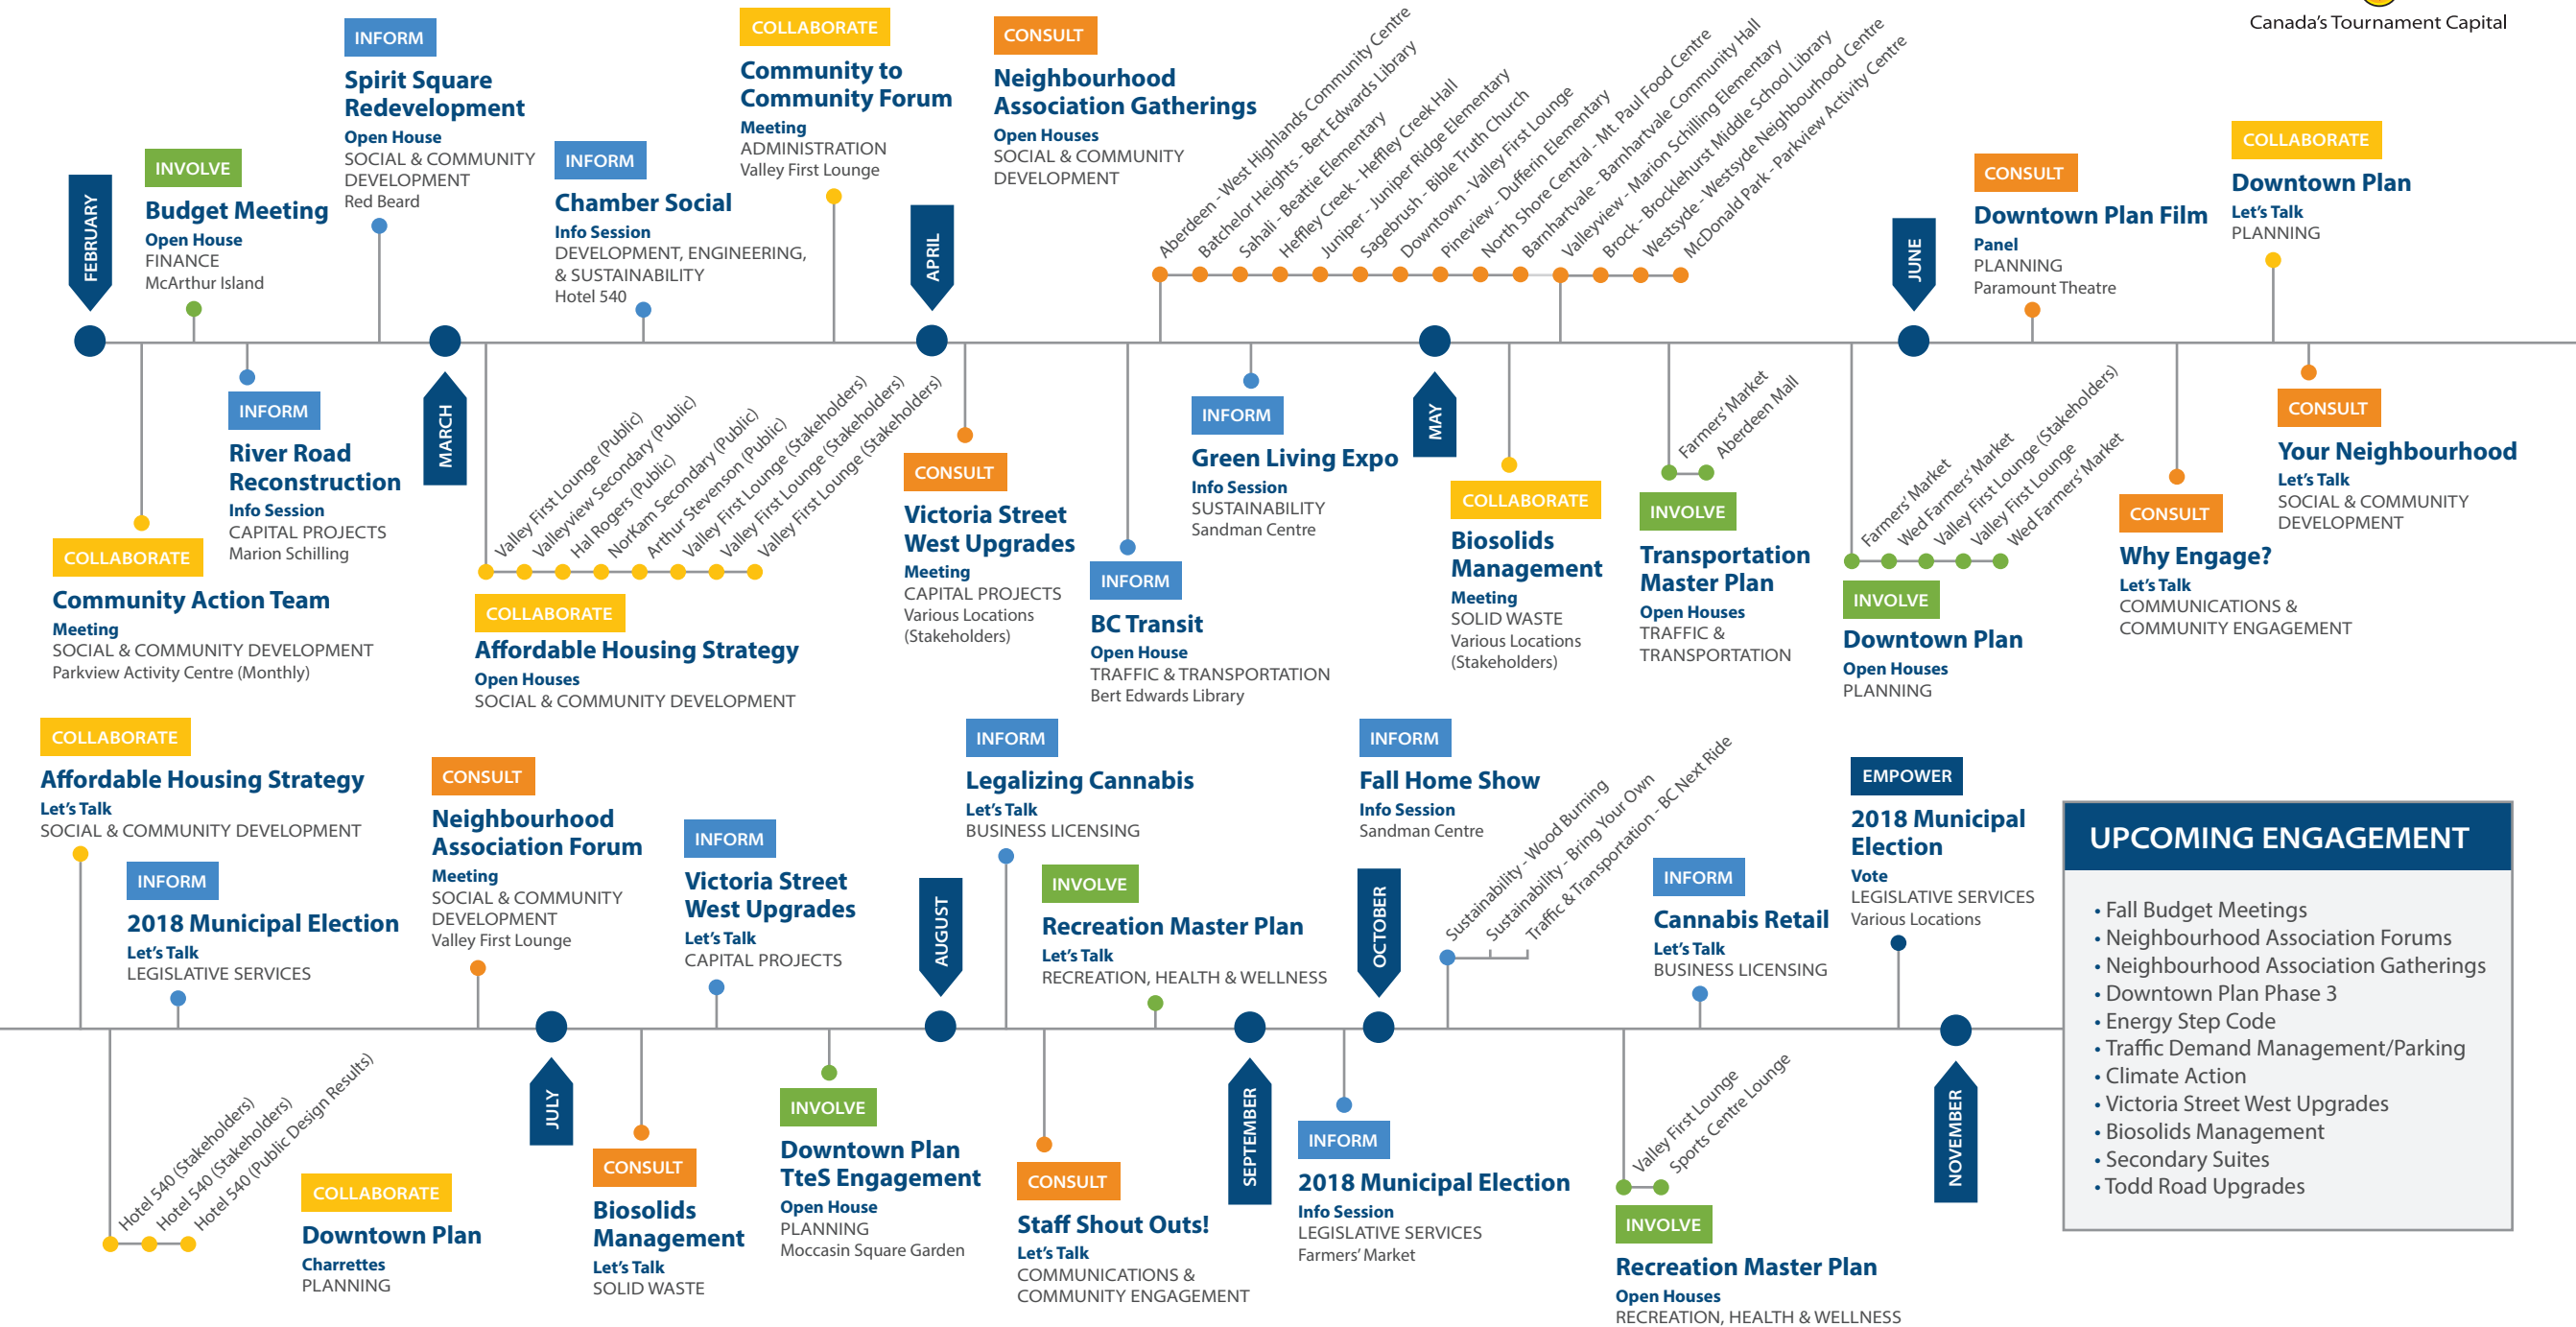 Canada's Tournament Capital
FEBRUARY
COLLABORATE
Community Action Team
Meeting
SOCIAL & COMMUNITY DEVELOPMENT
Parkview Activity Centre (Monthly)
INVOLVE
Budget Meeting
Open House
FINANCE
McArthur Island
INFORM
River Road
Reconstruction
Info Session
CAPITAL PROJECTS
Marion Schilling
INFORM
Spirit Square
Redevelopment
Open House
SOCIAL & COMMUNITY
DEVELOPMENT
Red Beard
MARCH
Valley First Lounge (Public)
Valleyview Secondary (Public)
Hal Rogers (Public)
NorKam Secondary (Public)
Arthur Stevenson (Public)
Valley First Lounge (Stakeholders)
Valley First Lounge (Stakeholders)
Valley First Lounge (Stakeholders)
COLLABORATE
Affordable Housing Strategy
Open Houses
SOCIAL & COMMUNITY DEVELOPMENT
INFORM
Chamber Social
Info Session
DEVELOPMENT, ENGINEERING,
& SUSTAINABILITY
Hotel 540
COLLABORATE
Community to
Community Forum
Meeting
ADMINISTRATION
Valley First Lounge
APRIL
CONSULT
Victoria Street
West Upgrades
Meeting
CAPITAL PROJECTS
Various Locations
(Stakeholders)
INFORM
BC Transit
Open House
TRAFFIC & TRANSPORTATION
Bert Edwards Library
CONSULT
Neighbourhood
Association Gatherings
Open Houses
SOCIAL & COMMUNITY
DEVELOPMENT
Aberdeen - West Highlands Community Centre
Batchelor Heights - Bert Edwards Library
Sahali - Beattie Elementary
Heffley Creek - Heffley Creek Hall
Juniper - Juniper Ridge Elementary
Sagebrush - Bible Truth Church
Downtown - Valley First Lounge
Pineview - Dufferin Elementary
North Shore Central - Mt. Paul Food Centre
Barnhartvale - Barnhartvale Community Hall
Valleyview - Marion Schilling Elementary
Brock - Brocklehurst Middle School Library
Westsyde - Westsyde Neighbourhood Centre
McDonald Park - Parkview Activity Centre
INFORM
Green Living Expo
Info Session
SUSTAINABILITY
Sandman Centre
MAY
COLLABORATE
Biosolids
Management
Meeting
SOLID WASTE
Various Locations
(Stakeholders)
Farmers' Market
Aberdeen Mall
INVOLVE
Transportation
Master Plan
Open Houses
TRAFFIC &
TRANSPORTATION
Farmers' Market
Wed Farmers' Market
Valley First Lounge (Stakeholders)
Valley First Lounge
Wed Farmers' Market
INVOLVE
Downtown Plan
Open Houses
PLANNING
JUNE
CONSULT
Downtown Plan Film
Panel
PLANNING
Paramount Theatre
CONSULT
Why Engage?
Let's Talk
COMMUNICATIONS &
COMMUNITY ENGAGEMENT
COLLABORATE
Downtown Plan
Let's Talk
PLANNING
CONSULT
Your Neighbourhood
Let's Talk
SOCIAL & COMMUNITY
DEVELOPMENT
COLLABORATE
Affordable Housing Strategy
Let's Talk
SOCIAL & COMMUNITY DEVELOPMENT
Hotel 540 (Stakeholders)
Hotel 540 (Stakeholders)
Hotel 540 (Public Design Results)
COLLABORATE
Downtown Plan
Charrettes
PLANNING
INFORM
2018 Municipal Election
Let's Talk
LEGISLATIVE SERVICES
CONSULT
Neighbourhood
Association Forum
Meeting
SOCIAL & COMMUNITY
DEVELOPMENT
Valley First Lounge
JULY
CONSULT
Biosolids
Management
Let's Talk
SOLID WASTE
INFORM
Victoria Street
West Upgrades
Let's Talk
CAPITAL PROJECTS
INVOLVE
Downtown Plan
TteS Engagement
Open House
PLANNING
Moccasin Square Garden
AUGUST
INFORM
Legalizing Cannabis
Let's Talk
BUSINESS LICENSING
CONSULT
Staff Shout Outs!
Let's Talk
COMMUNICATIONS &
COMMUNITY ENGAGEMENT
INVOLVE
Recreation Master Plan
Let's Talk
RECREATION, HEALTH & WELLNESS
SEPTEMBER
INFORM
2018 Municipal Election
Info Session
LEGISLATIVE SERVICES
Farmers' Market
OCTOBER
INFORM
Fall Home Show
Info Session
Sandman Centre
Sustainability - Wood Burning
Sustainability - Bring Your Own
Traffic & Transportation - BC Next Ride
Valley First Lounge
Sports Centre Lounge
INVOLVE
Recreation Master Plan
Open Houses
RECREATION, HEALTH & WELLNESS
INFORM
Cannabis Retail
Let's Talk
BUSINESS LICENSING
EMPOWER
2018 Municipal
Election
Vote
LEGISLATIVE SERVICES
Various Locations
NOVEMBER
UPCOMING ENGAGEMENT
• Fall Budget Meetings
• Neighbourhood Association Forums
• Neighbourhood Association Gatherings
• Downtown Plan Phase 3
• Energy Step Code
• Traffic Demand Management/Parking
• Climate Action
• Victoria Street West Upgrades
• Biosolids Management
• Secondary Suites
• Todd Road Upgrades